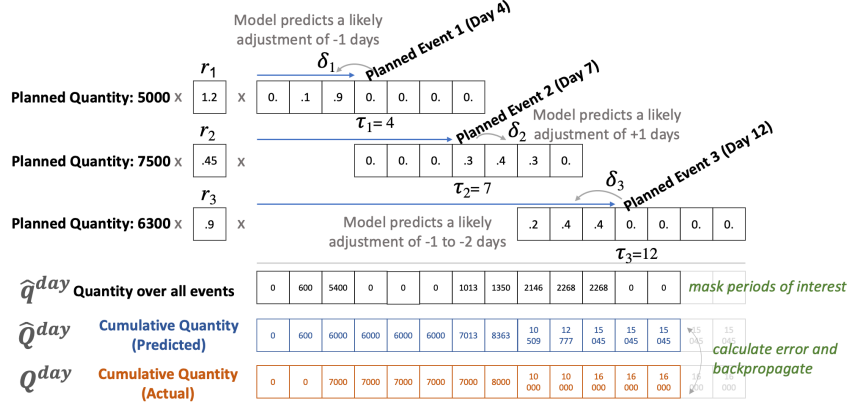 Model predicts a likely
adjustment of -1 days
Planned Event 1 (Day 4)
r1
δ1
Planned Quantity: 5000 x 1.2 x 0. .1 .9 0. 0. 0. 0.
τ1= 4
Planned Event 2 (Day 7)
Model predicts a likely
adjustment of +1 days
r2
δ2
Planned Quantity: 7500 x .45 x 0. 0. 0. .3 .4 .3 0.
τ2= 7
Planned Event 3 (Day 12)
r3
δ3
Planned Quantity: 6300 x .9 x .2 .4 .4 0. 0. 0. 0.
Model predicts a likely
adjustment of -1 to -2 days
τ3=12
q̂day Quantity over all events 0 600 5400 0 0 0 1013 1350 2146 2268 2268 0 0 mask periods of interest
Q̂day Cumulative Quantity (Predicted) 0 600 6000 6000 6000 6000 7013 8363 10 509 12 777 15 045 15 045 15 045 15 045 15 045
calculate error and
backpropagate
Qday Cumulative Quantity (Actual) 0 0 7000 7000 7000 7000 7000 8000 10 000 10 000 16 000 16 000 16 000 16 000 16 000